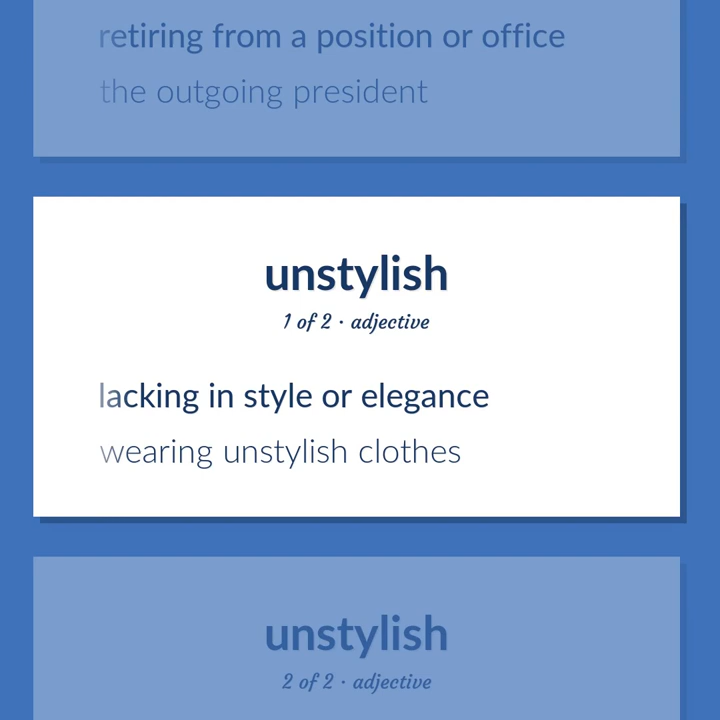 retiring from a position or office
the outgoing president
unstylish
1 of 2 · adjective
lacking in style or elegance
wearing unstylish clothes
unstylish
2 of 2 · adjective